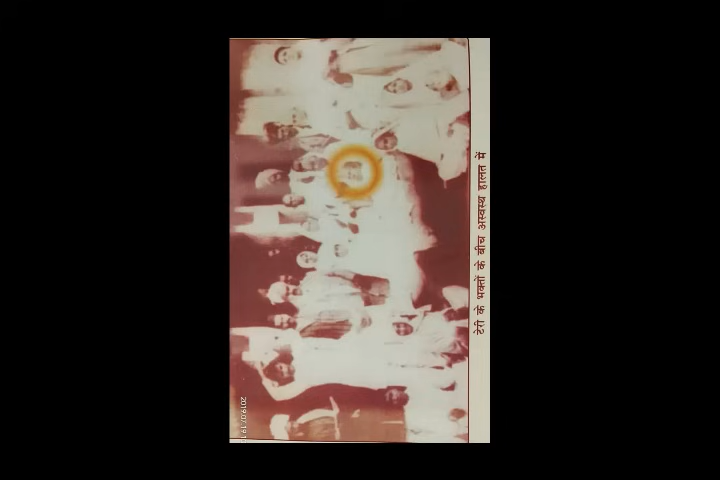 टेरी के भक्तों के बीच अस्वस्थ हालत में